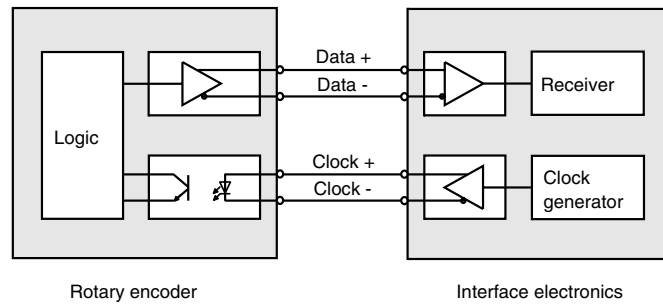 Data +
Data -
Receiver
Logic
Clock +
Clock -
Clock
generator
Rotary encoder
Interface electronics